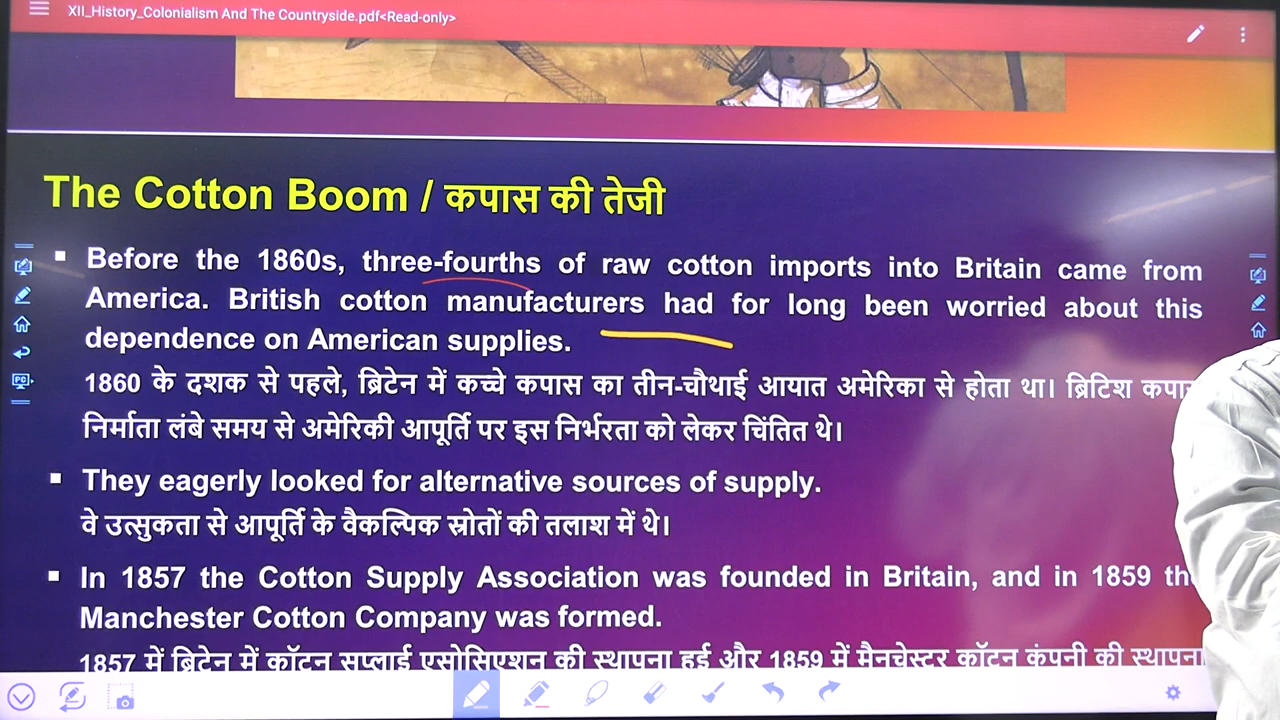 XII_History_Colonialism And The Countryside.pdf<Read-only>
The Cotton Boom / कपास की तेजी
▪ Before the 1860s, three-fourths of raw cotton imports into Britain came from
America. British cotton manufacturers had for long been worried about this
dependence on American supplies.
1860 के दशक से पहले, ब्रिटेन में कच्चे कपास का तीन-चौथाई आयात अमेरिका से होता था। ब्रिटिश
निर्माता लंबे समय से अमेरिकी आपूर्ति पर इस निर्भरता को लेकर चिंतित थे।
▪ They eagerly looked for alternative sources of supply.
वे उत्सुकता से आपूर्ति के वैकल्पिक स्रोतों की तलाश में थे।
▪ In 1857 the Cotton Supply Association was founded in Britain, and in 1859
Manchester Cotton Company was formed.
1857 में ब्रिटेन में कॉटन सप्लाई एसोसिएशन की स्थापना हुई और 1859 में मैनचेस्टर कॉटन कंपनी की स्थापना
PC